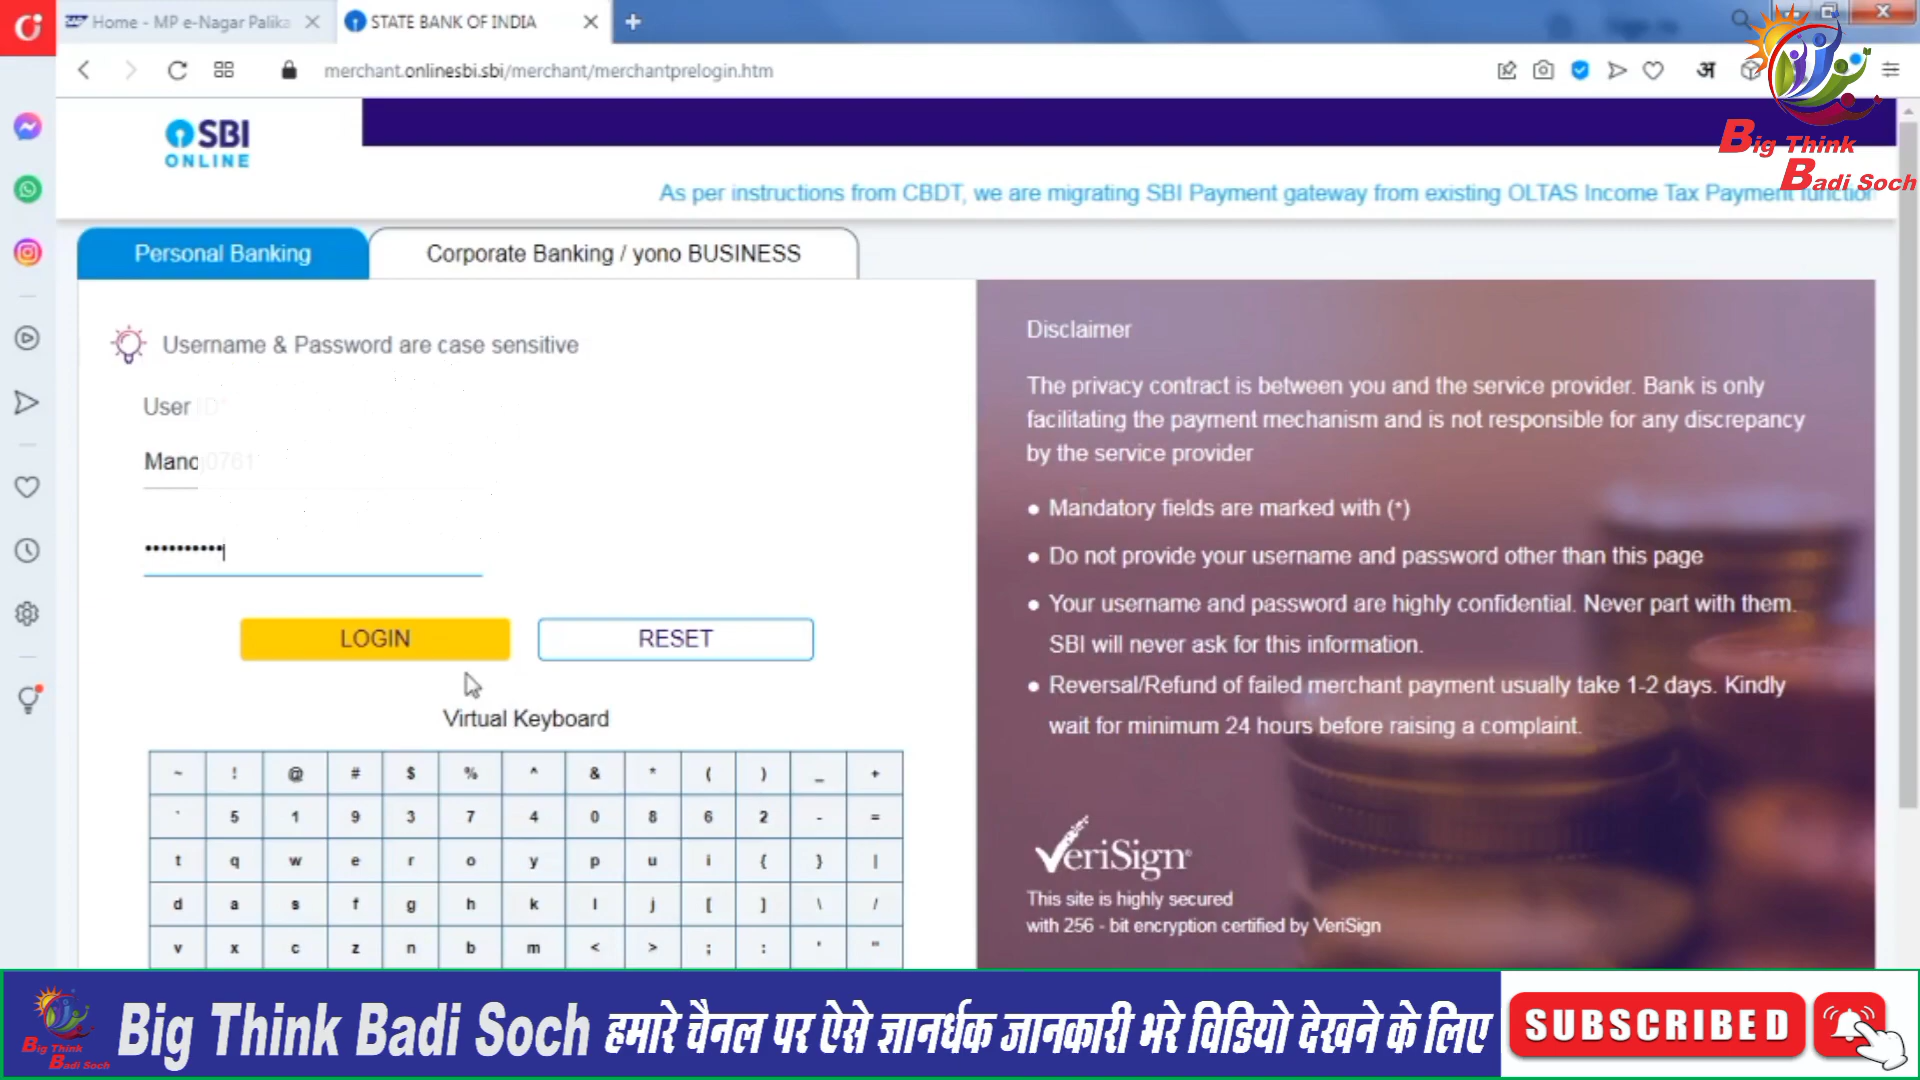 Home - MP e-Nagar Palika
STATE BANK OF INDIA
merchant.onlinesbi.sbi/merchant/merchantprelogin.htm
अ
Big Think
Badi Soch
SBI
ONLINE
As per instructions from CBDT, we are migrating SBI Payment gateway from existing OLTAS Income Tax Payment function
Personal Banking
Corporate Banking / yono BUSINESS
Username & Password are case sensitive
User ID*
••••••••••
LOGIN
RESET
Virtual Keyboard
~ ! @ # $ % ^ & * ( ) _ +
` 5 1 9 3 7 4 0 8 6 2 - =
t q w e r o y p u i { } |
d a s f g h k l j [ ] \ /
v x c z n b m < > ; : ' "
Disclaimer
The privacy contract is between you and the service provider. Bank is only
facilitating the payment mechanism and is not responsible for any discrepancy
by the service provider
• Mandatory fields are marked with (*)
• Do not provide your username and password other than this page
• Your username and password are highly confidential. Never part with them.
SBI will never ask for this information.
• Reversal/Refund of failed merchant payment usually take 1-2 days. Kindly
wait for minimum 24 hours before raising a complaint.
VeriSign
This site is highly secured
with 256 - bit encryption certified by VeriSign
Big Think
Badi Soch
Big Think Badi Soch हमारे चैनल पर ऐसे ज्ञानर्धक जानकारी भरे विडियो देखने के लिए
SUBSCRIBED